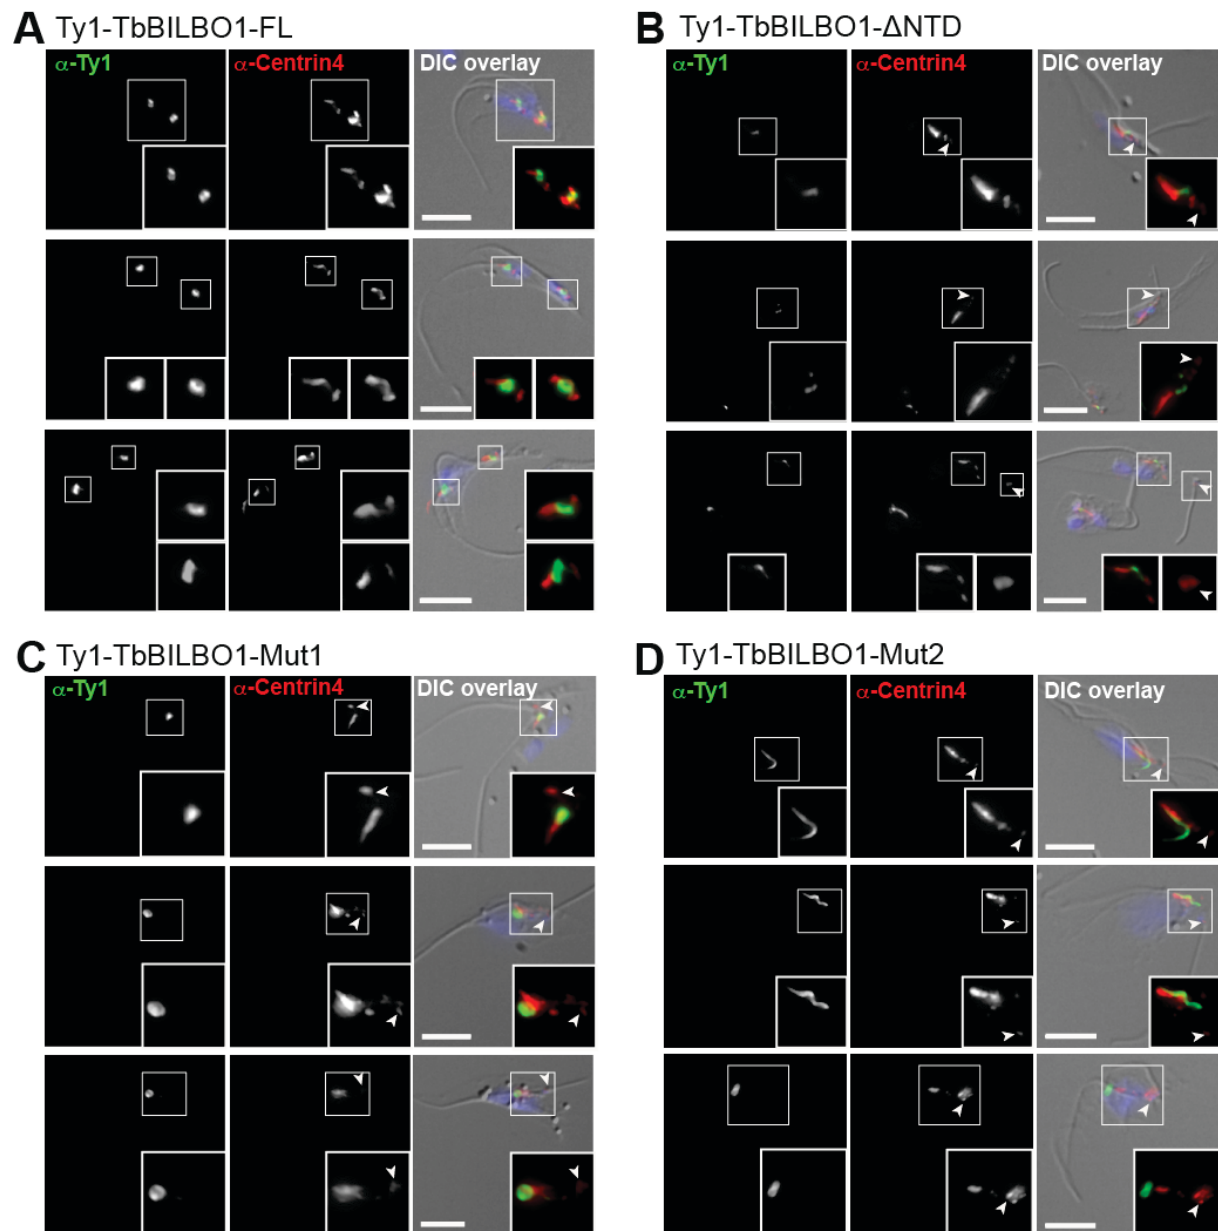 A Ty1-TbBILBO1-FL
α-Ty1 α-Centrin4 DIC overlay
B Ty1-TbBILBO1-ΔNTD
α-Ty1 α-Centrin4 DIC overlay
C Ty1-TbBILBO1-Mut1
α-Ty1 α-Centrin4 DIC overlay
D Ty1-TbBILBO1-Mut2
α-Ty1 α-Centrin4 DIC overlay